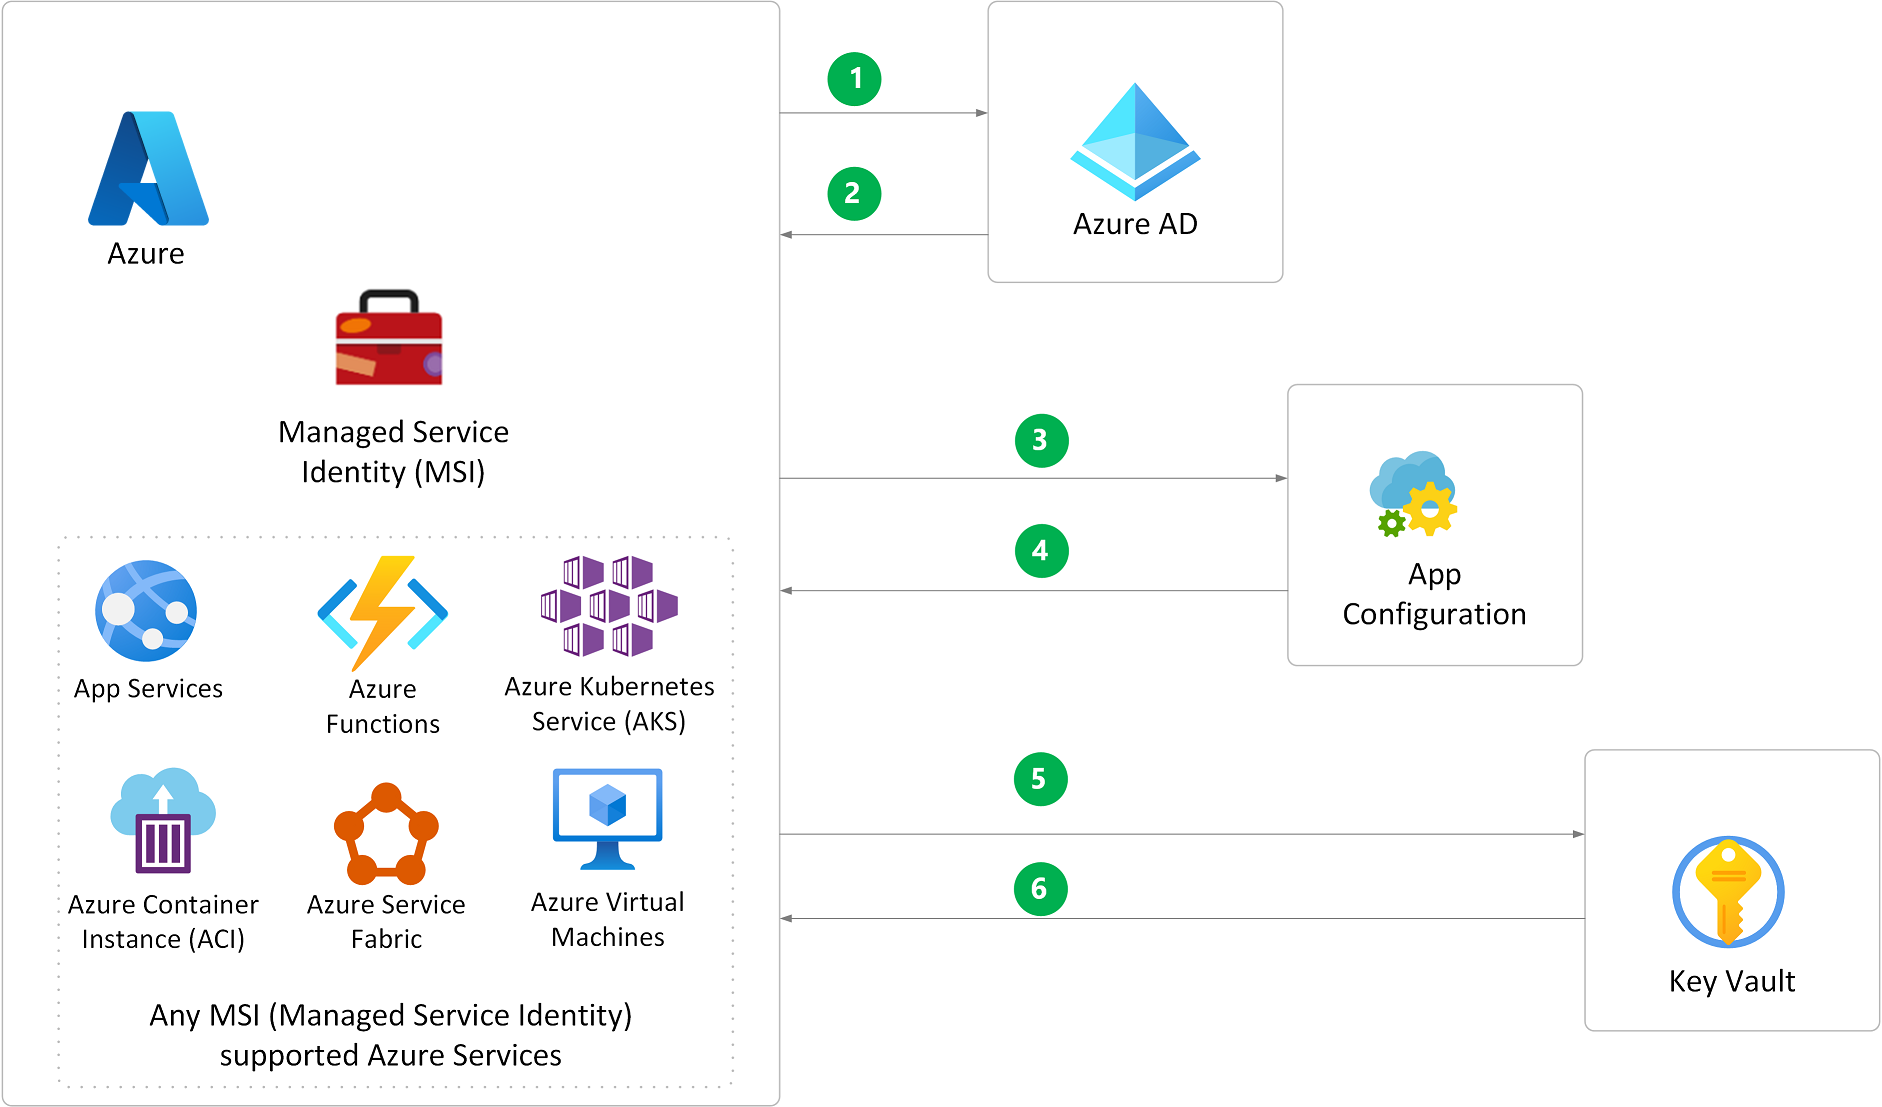 Azure
Managed Service
Identity (MSI)
App Services
Azure
Functions
Azure Kubernetes
Service (AKS)
Azure Container
Instance (ACI)
Azure Service
Fabric
Azure Virtual
Machines
Any MSI (Managed Service Identity)
supported Azure Services
1
2
Azure AD
3
4
App
Configuration
5
6
Key Vault